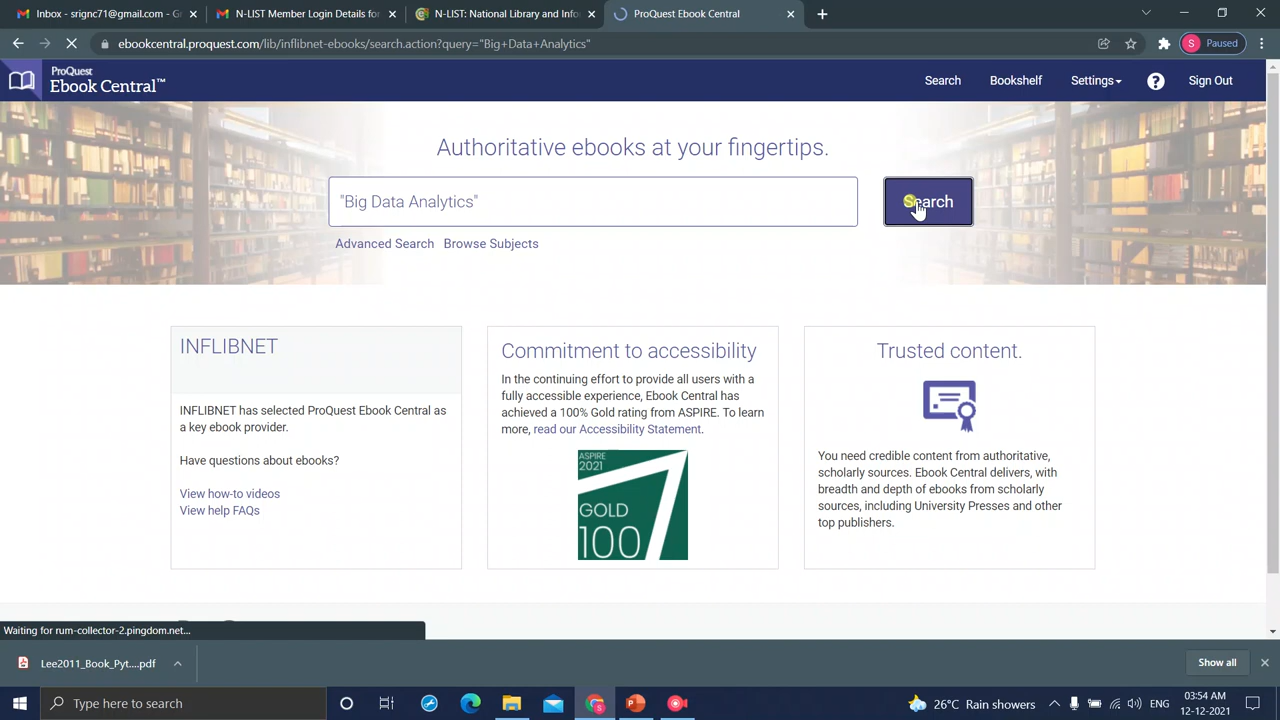 Inbox - srignc71@gmail.com - G
N-LIST Member Login Details for
N-LIST: National Library and Info
ProQuest Ebook Central
ebookcentral.proquest.com/lib/inflibnet-ebooks/search.action?query="Big+Data+Analytics"
S Paused
ProQuest
Ebook Central™
Search
Bookshelf
Settings
?
Sign Out
Authoritative ebooks at your fingertips.
"Big Data Analytics"
Search
Advanced Search
Browse Subjects
INFLIBNET
INFLIBNET has selected ProQuest Ebook Central as
a key ebook provider.
Have questions about ebooks?
View how-to videos
View help FAQs
Commitment to accessibility
In the continuing effort to provide all users with a
fully accessible experience, Ebook Central has
achieved a 100% Gold rating from ASPIRE. To learn
more, read our Accessibility Statement.
ASPIRE
2021
GOLD
100
Trusted content.
You need credible content from authoritative,
scholarly sources. Ebook Central delivers, with
breadth and depth of ebooks from scholarly
sources, including University Presses and other
top publishers.
Waiting for rum-collector-2.pingdom.net...
Lee2011_Book_Pyt....pdf
Show all
Type here to search
26°C Rain showers
ENG
03:54 AM
12-12-2021